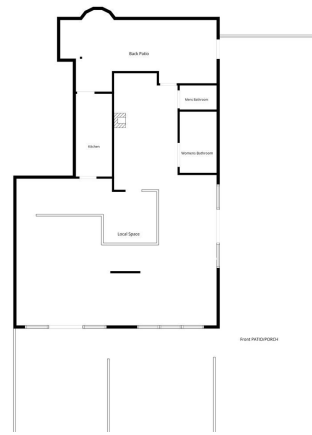 Back Patio
Mens Bathroom
Kitchen
Womens Bathroom
Local Space
Front PATIO/PORCH